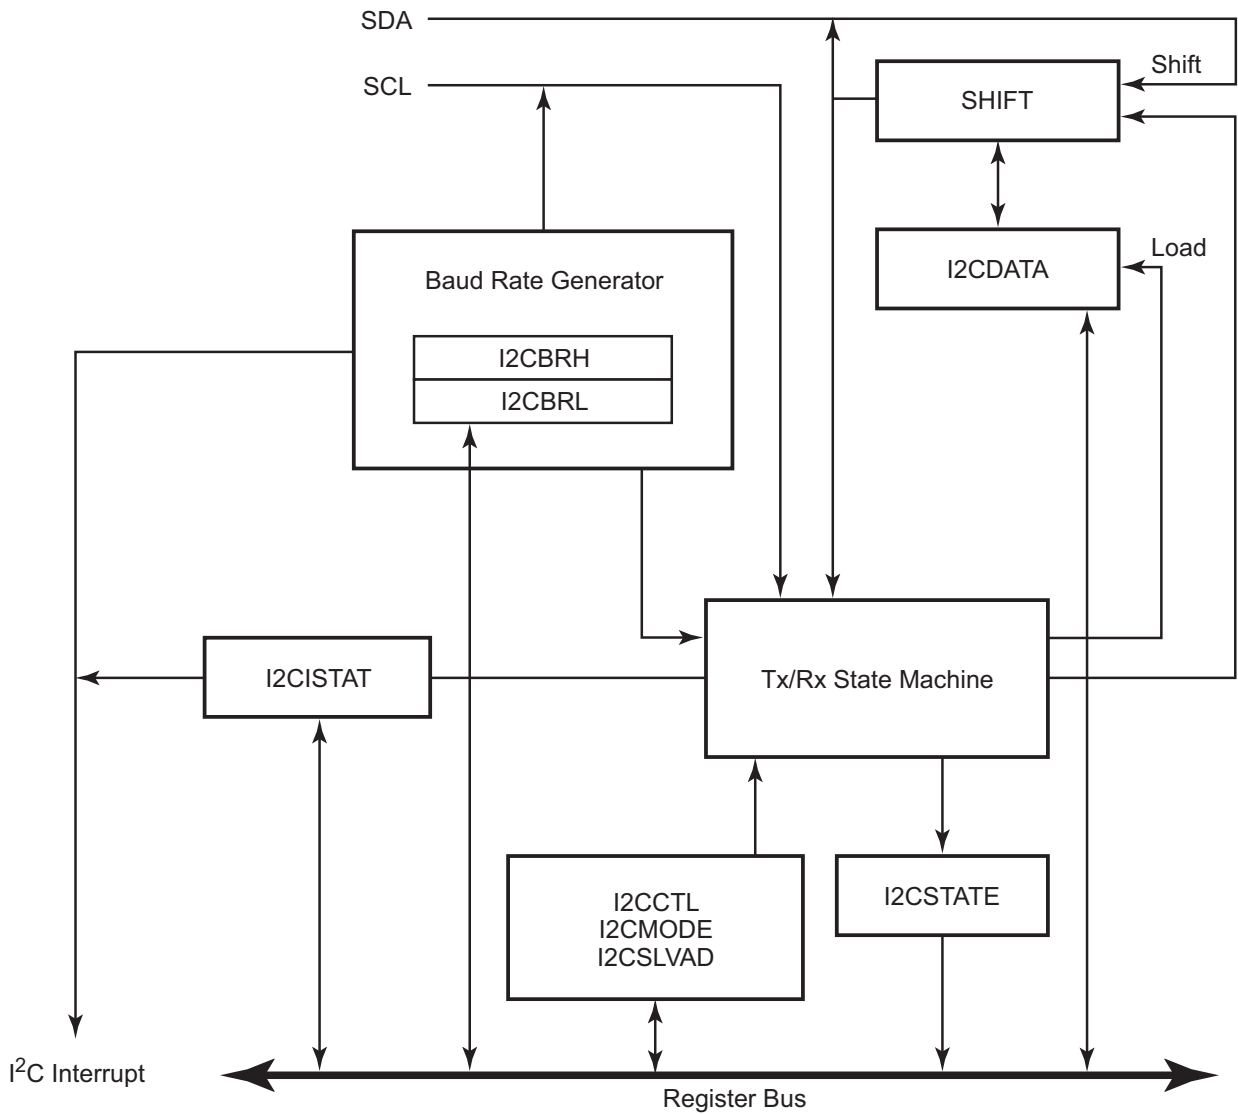 SDA
SCL
Shift
SHIFT
Load
I2CDATA
Baud Rate Generator
I2CBRH
I2CBRL
I2CISTAT
Tx/Rx State Machine
I2CCTL
I2CMODE
I2CSLVAD
I2CSTATE
I²C Interrupt
Register Bus